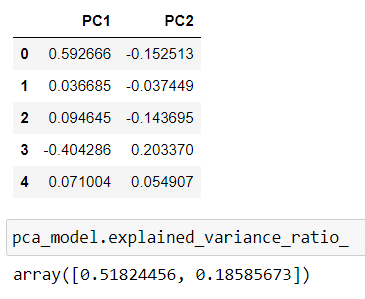 PC1 PC2
0 0.592666 -0.152513
1 0.036685 -0.037449
2 0.094645 -0.143695
3 -0.404286 0.203370
4 0.071004 0.054907
pca_model.explained_variance_ratio_
array([0.51824456, 0.18585673])